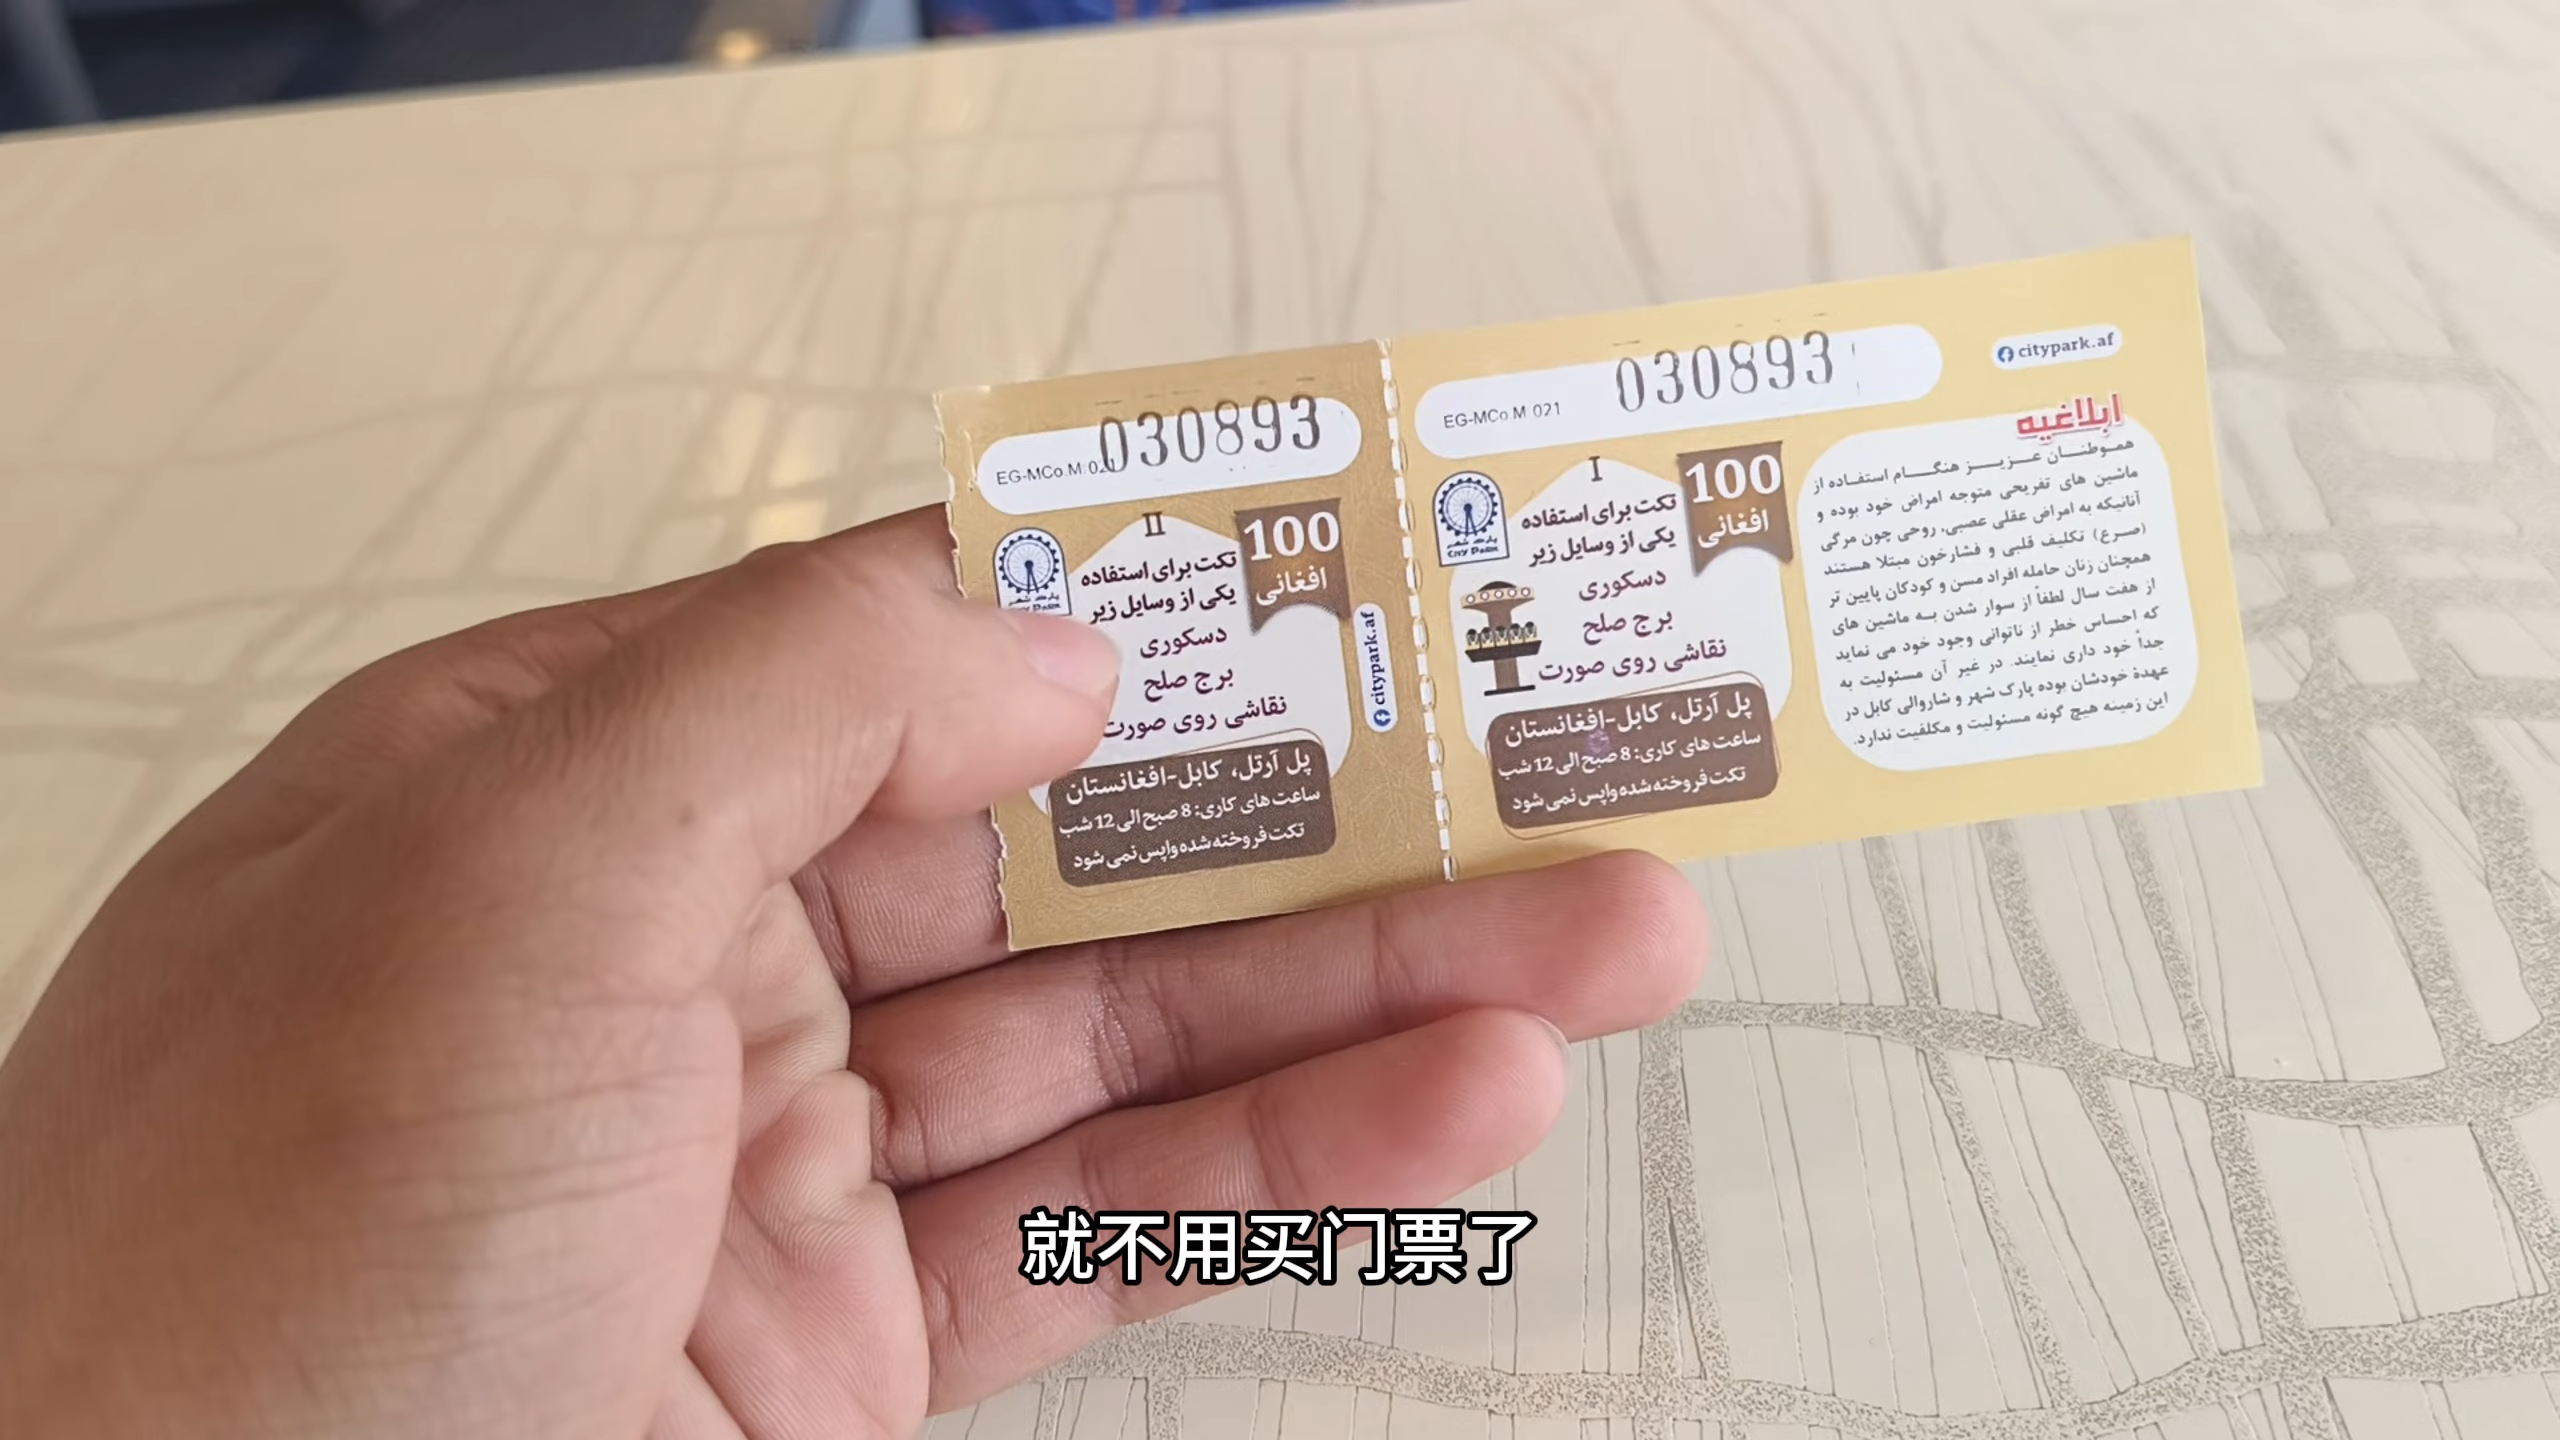 030893
EG-MCo.M:021
II
100
افغانی
تکت برای استفاده
یکی از وسایل زیر
دسکوری
برج صلح
نقاشی روی صورت
پل آرتل، کابل-افغانستان
ساعت های کاری: 8 صبح الی 12 شب
تکت فروخته شده واپس نمی شود
citypark.af
030893
EG-MCo.M 021
I
100
افغانی
پارک شهر
CITY PARK
تکت برای استفاده
یکی از وسایل زیر
دسکوری
برج صلح
نقاشی روی صورت
پل آرتل، کابل-افغانستان
ساعت های کاری: 8 صبح الی 12 شب
تکت فروخته شده واپس نمی شود
citypark.af
ابلاغیه
هموطنان عزیز هنگام استفاده از
ماشین های تفریحی متوجه امراض خود بوده و
آنانیکه به امراض عقلی عصبی، روحی چون مرگی
(صرع) تکلیف قلبی و فشارخون مبتلا هستند
همچنان زنان حامله افراد مسن و کودکان پایین تر
از هفت سال لطفاً از سوار شدن به ماشین های
که احساس خطر از ناتوانی وجود خود می نماید
جداً خود داری نمایند. در غیر آن مسئولیت به
عهدهٔ خودشان بوده پارک شهر و شاروالی کابل در
این زمینه هیچ گونه مسئولیت و مکلفیت ندارد.
就不用买门票了